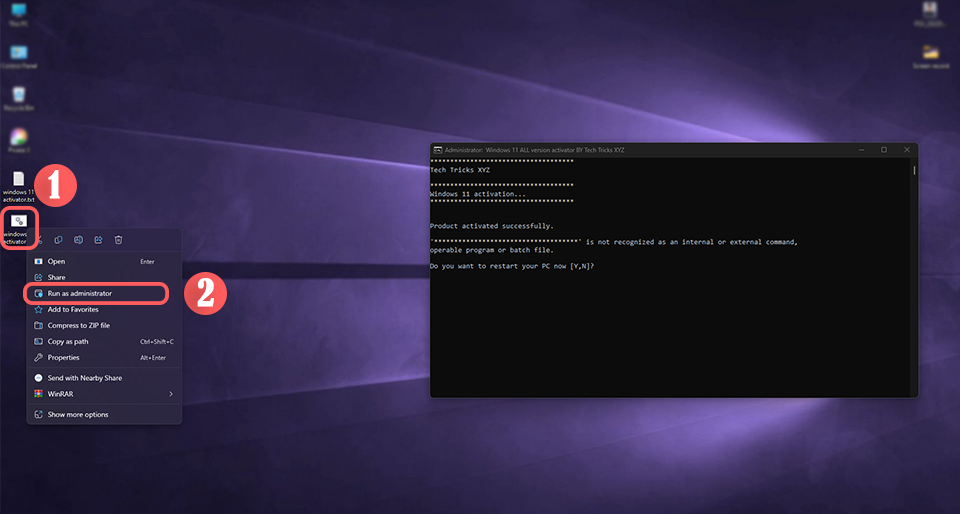 This PC
Control Panel
Recycle Bin
Screen record
windows 11
activator.txt
1
windows
activator
Open Enter
Share
Run as administrator
2
Add to Favorites
Compress to ZIP file
Copy as path Ctrl+Shift+C
Properties Alt+Enter
Send with Nearby Share
WinRAR
Show more options
Administrator: Windows 11 ALL version activator BY Tech Tricks XYZ
************************************
Tech Tricks XYZ
************************************
Windows 11 activation...
************************************
Product activated successfully.
'************************************' is not recognized as an internal or external command,
operable program or batch file.
Do you want to restart your PC now [Y,N]?